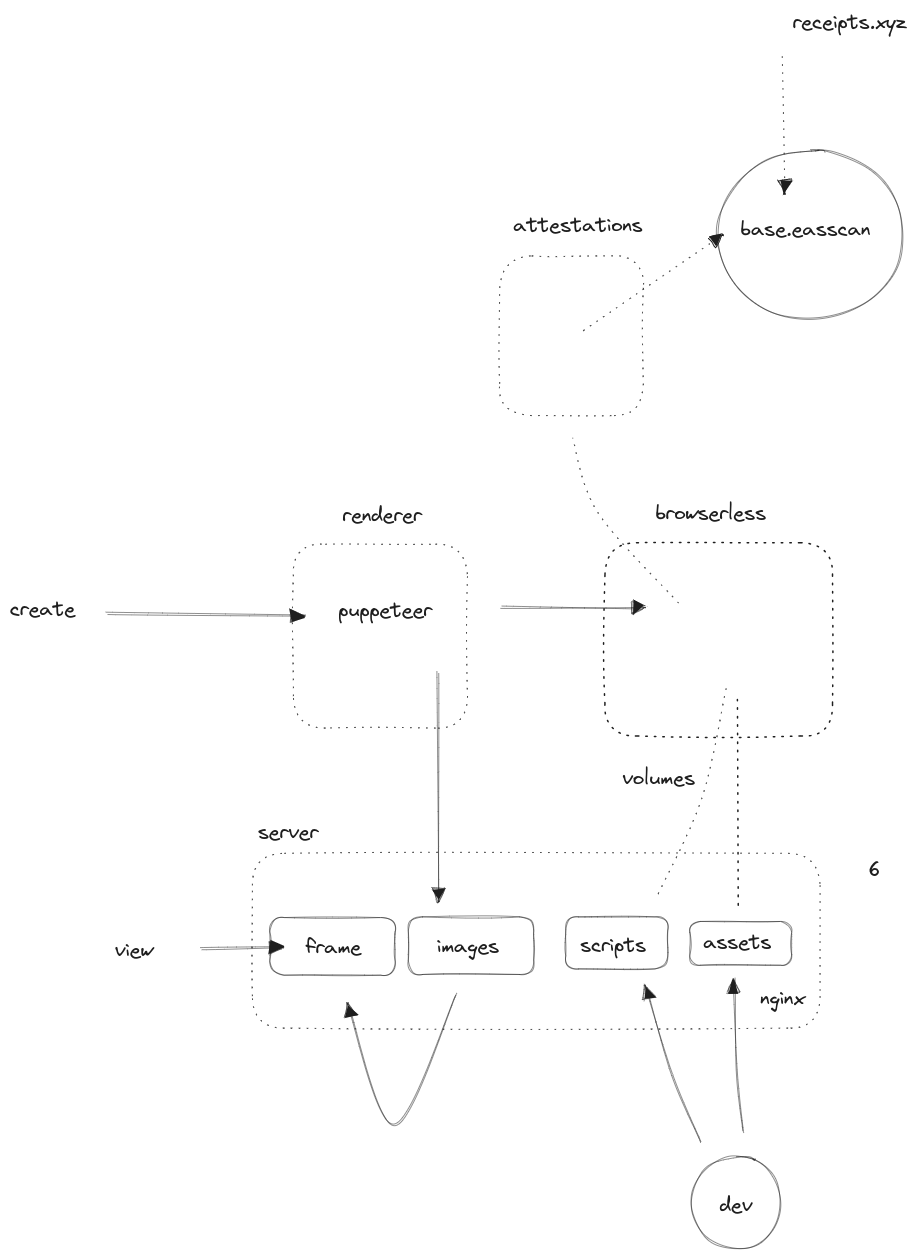 receipts.xyz
attestations
base.easscan
renderer
browserless
create
puppeteer
volumes
server
6
view
frame
images
scripts
assets
nginx
dev